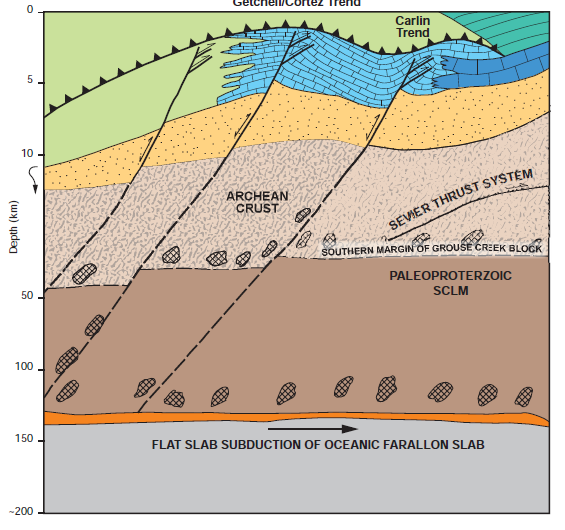 Getchell/Cortez Trend
Carlin
Trend
0
5
10
50
100
150
~200
Depth (km)
ARCHEAN
CRUST
SEVIER THRUST SYSTEM
SOUTHERN MARGIN OF GROUSE CREEK BLOCK
PALEOPROTERZOIC
SCLM
FLAT SLAB SUBDUCTION OF OCEANIC FARALLON SLAB